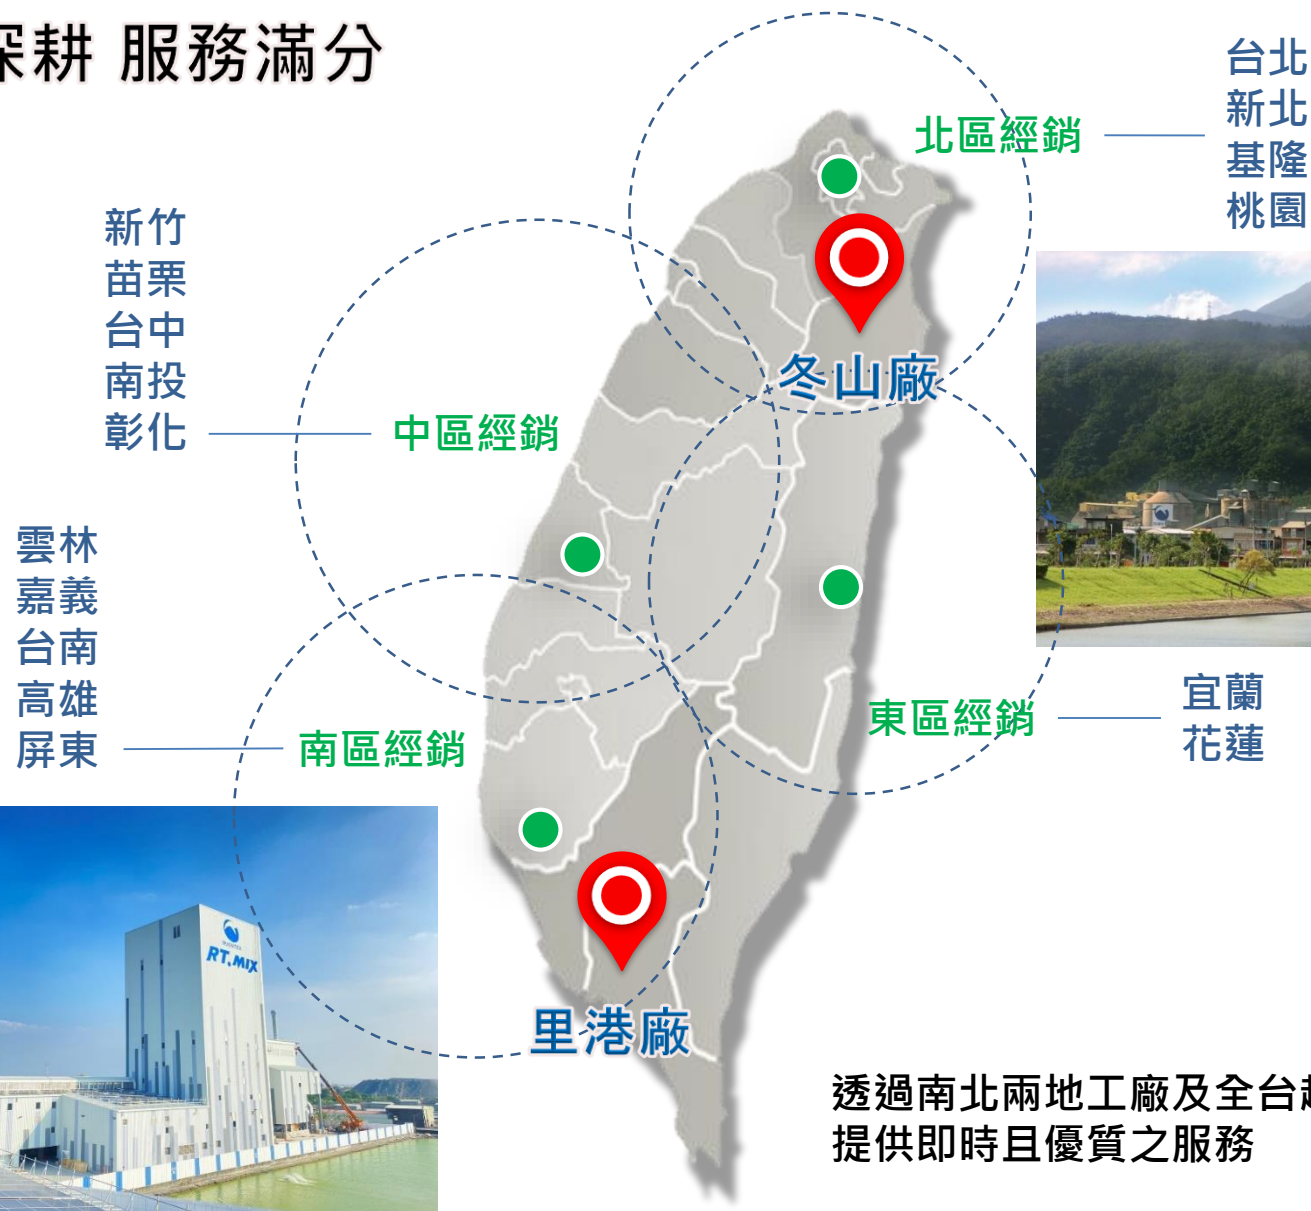 深耕 服務滿分
台北
新北
基隆
桃園
北區經銷
新竹
苗栗
台中
南投
彰化
中區經銷
冬山廠
雲林
嘉義
台南
高雄
屏東
南區經銷
東區經銷
宜蘭
花蓮
RT.MIX
里港廠
透過南北兩地工廠及全台
提供即時且優質之服務